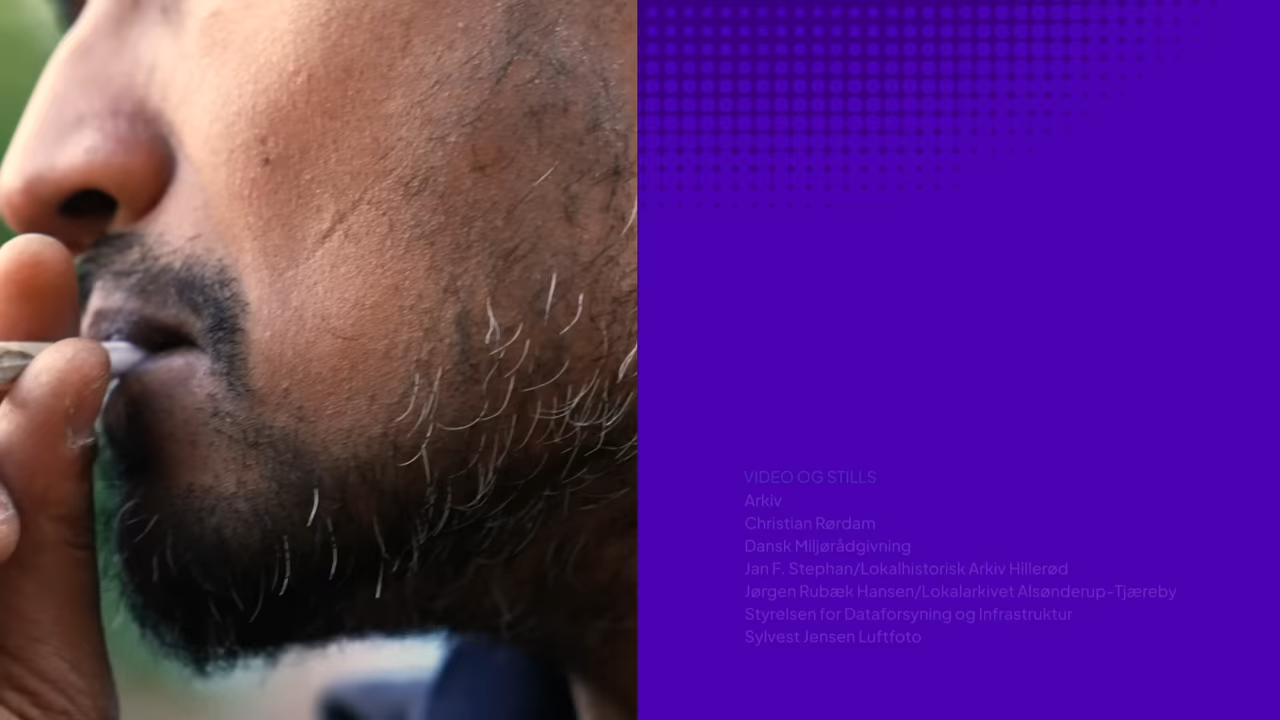 VIDEO OG STILLS
Arkiv
Christian Rørdam
Dansk Miljørådgivning
Jan F. Stephan/Lokalhistorisk Arkiv Hillerød
Jørgen Rubæk Hansen/Lokalarkivet Alsønderup-Tjæreby
Styrelsen for Dataforsyning og Infrastruktur
Sylvest Jensen Luftfoto